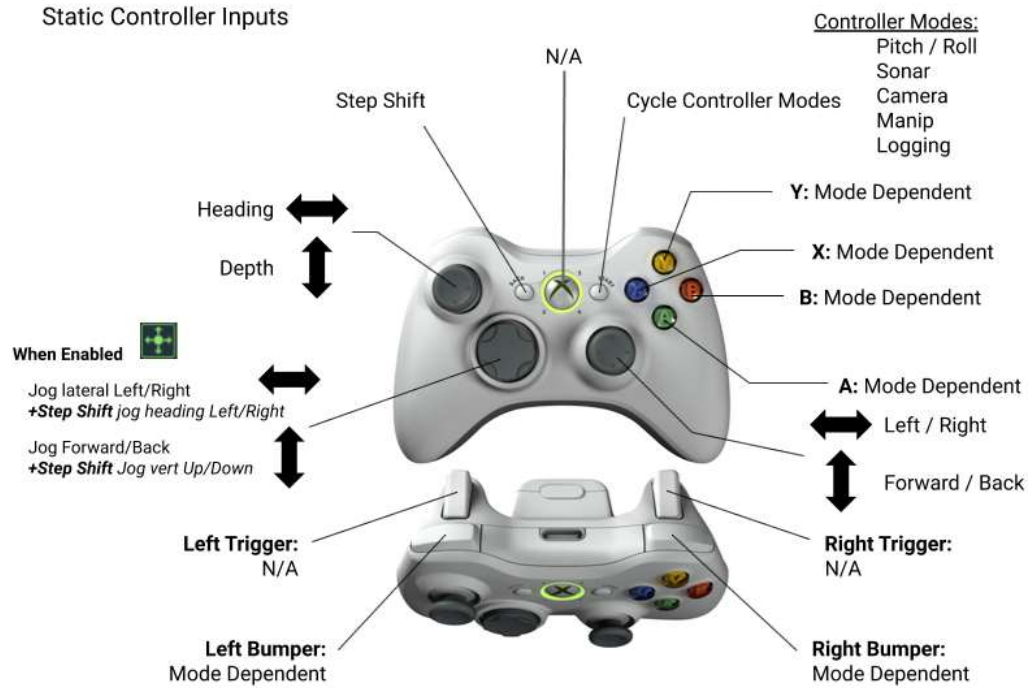 Static Controller Inputs
Controller Modes:
Pitch / Roll
Sonar
Camera
Manip
Logging
N/A
Step Shift
Cycle Controller Modes
Y: Mode Dependent
Heading
X: Mode Dependent
Depth
B: Mode Dependent
When Enabled
Jog lateral Left/Right
+Step Shift jog heading Left/Right
A: Mode Dependent
Left / Right
Jog Forward/Back
+Step Shift Jog vert Up/Down
Forward / Back
Left Trigger:
N/A
Right Trigger:
N/A
Left Bumper:
Mode Dependent
Right Bumper:
Mode Dependent